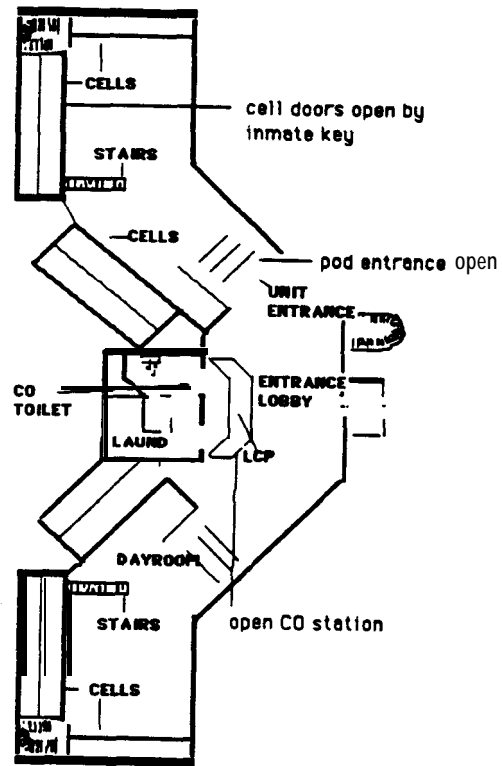 CELLS
cell doors open by
inmate key
STAIRS
CELLS
pod entrance open
UNIT
ENTRANCE
CO
TOILET
ENTRANCE
LOBBY
LAUND
LCP
DAYROOM
STAIRS
open CO station
CELLS